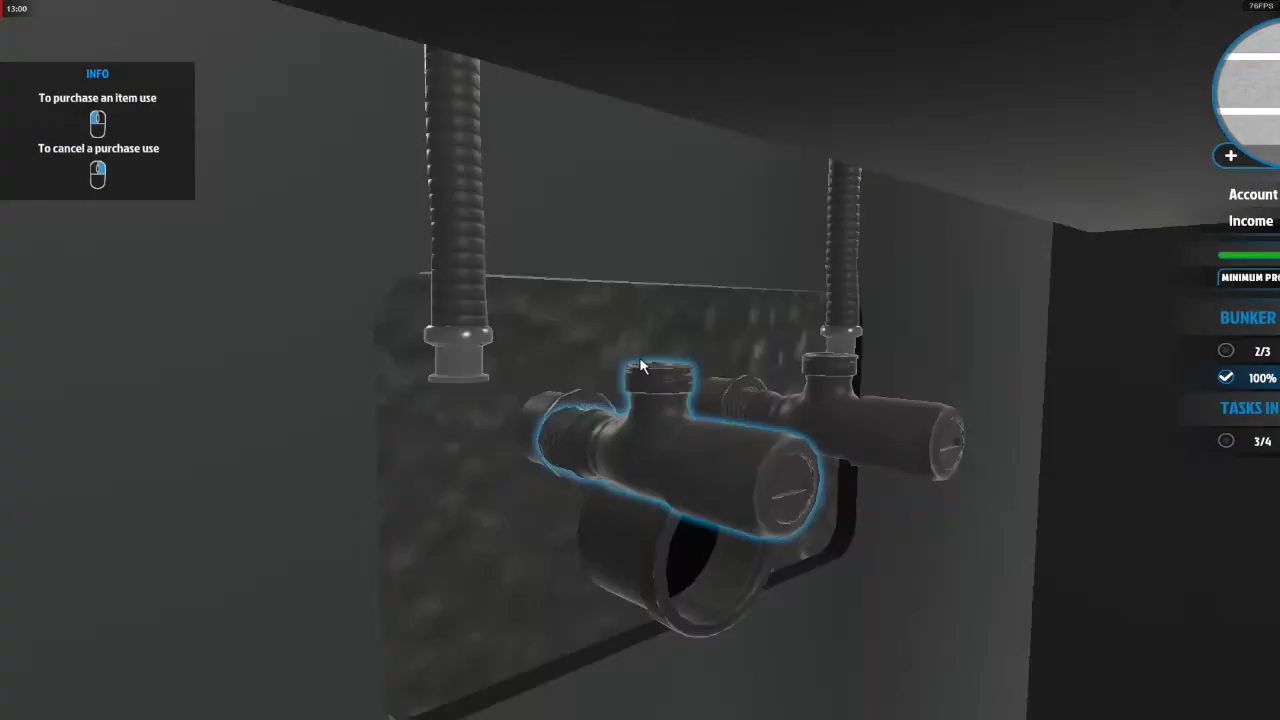 13:00
76FPS
INFO
To purchase an item use
To cancel a purchase use
+
Account
Income
MINIMUM PR
BUNKER
2/3
100%
TASKS IN
3/4